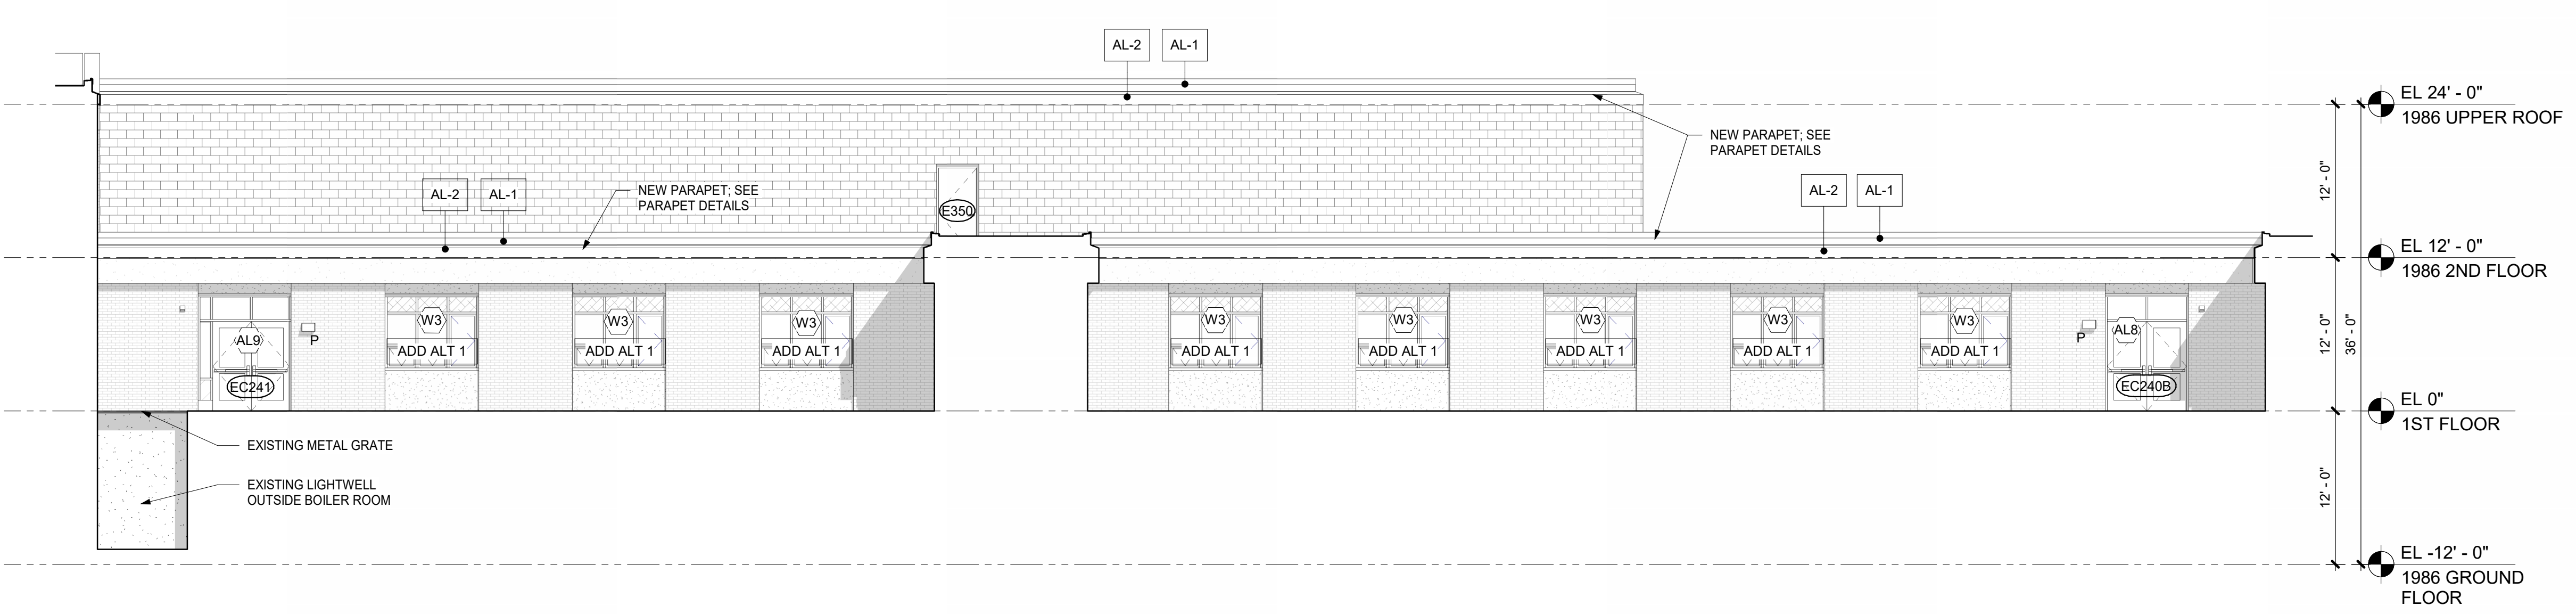 AL-2 AL-1
EL 24' - 0"
1986 UPPER ROOF
NEW PARAPET; SEE
PARAPET DETAILS
12' - 0"
AL-2 AL-1
NEW PARAPET; SEE
PARAPET DETAILS
E350
AL-2 AL-1
EL 12' - 0"
1986 2ND FLOOR
AL9
P
W3
W3
W3
W3
W3
W3
W3
W3
P
AL8
12' - 0"
36' - 0"
ADD ALT 1
ADD ALT 1
ADD ALT 1
ADD ALT 1
ADD ALT 1
ADD ALT 1
ADD ALT 1
ADD ALT 1
EC241
EC240B
EL 0"
1ST FLOOR
EXISTING METAL GRATE
EXISTING LIGHTWELL
OUTSIDE BOILER ROOM
12' - 0"
EL -12' - 0"
1986 GROUND
FLOOR